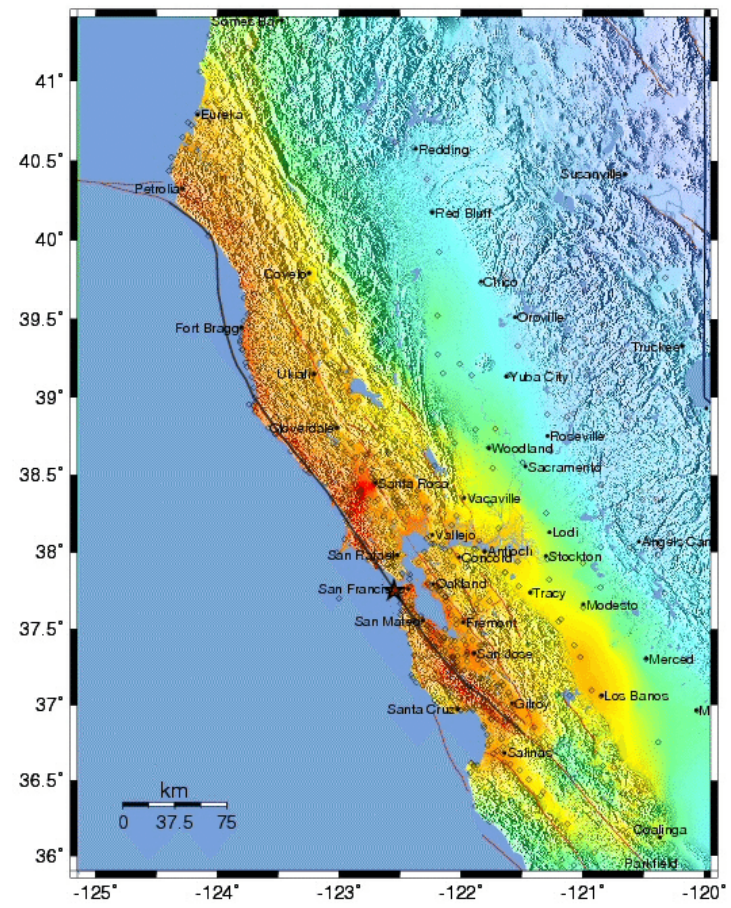 Somes Bar
41°
Eureka
40.5°
Redding
Susanville
Petrolia
Red Bluff
40°
Covelo
Chico
39.5°
Oroville
Fort Bragg
Truckee
Ukiah
Yuba City
39°
Cloverdale
Roseville
Woodland
Sacramento
38.5°
Santa Rosa
Vacaville
Vallejo
Lodi
Angels Cam
38°
San Rafael
Concord
Antioch
Stockton
San Francisco
Oakland
Tracy
Modesto
37.5°
San Mateo
Fremont
San Jose
Merced
37°
Santa Cruz
Gilroy
Los Banos
M
Salinas
36.5°
km
0 37.5 75
Coalinga
36°
Parkfield
-125° -124° -123° -122° -121° -120°